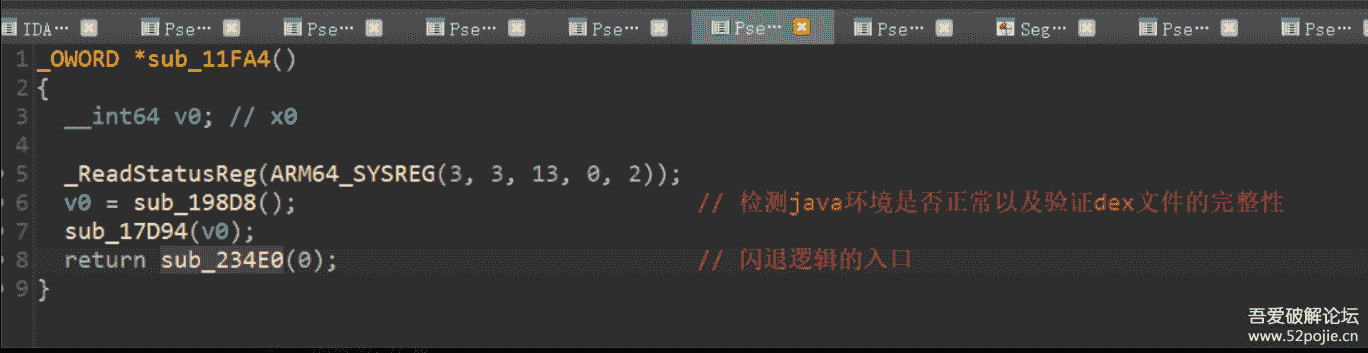 IDA… Pse… Pse… Pse… Pse… Pse… Pse… Seg… Pse… Pse…
1 _OWORD *sub_11FA4()
2 {
3 __int64 v0; // x0
4
5 _ReadStatusReg(ARM64_SYSREG(3, 3, 13, 0, 2));
6 v0 = sub_198D8(); // 检测java环境是否正常以及验证dex文件的完整性
7 sub_17D94(v0);
8 return sub_234E0(0); // 闪退逻辑的入口
9 }
吾爱破解论坛
www.52pojie.cn